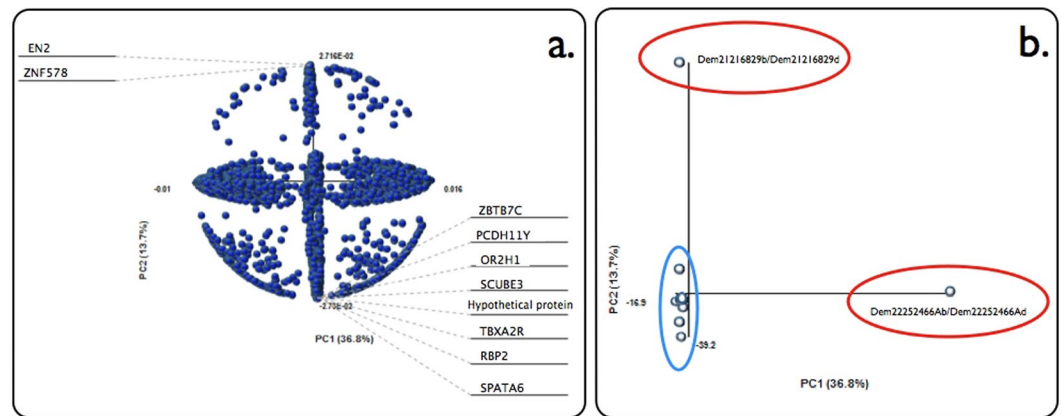 a.
EN2
ZNF578
2.716E-02
-0.01
0.016
PC2 (13.7%)
ZBTB7C
PCDH11Y
OR2H1
SCUBE3
Hypothetical protein
-2.70E-02
TBXA2R
PC1 (36.8%)
RBP2
SPATA6
b.
Dem21216829b/Dem21216829d
PC2 (13.7%)
-16.9
Dem22252466Ab/Dem22252466Ad
-39.2
PC1 (36.8%)